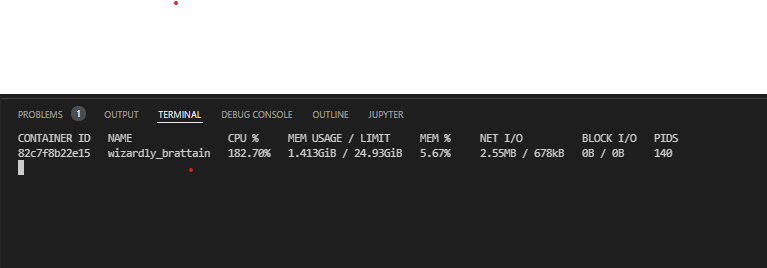 PROBLEMS 1 OUTPUT TERMINAL DEBUG CONSOLE OUTLINE JUPYTER
CONTAINER ID NAME CPU % MEM USAGE / LIMIT MEM % NET I/O BLOCK I/O PIDS
82c7f8b22e15 wizardly_brattain 182.70% 1.413GiB / 24.93GiB 5.67% 2.55MB / 678kB 0B / 0B 140